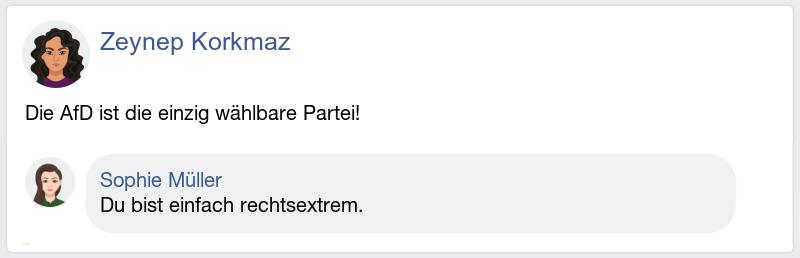 Zeynep Korkmaz
Die AfD ist die einzig wählbare Partei!
Sophie Müller
Du bist einfach rechtsextrem.